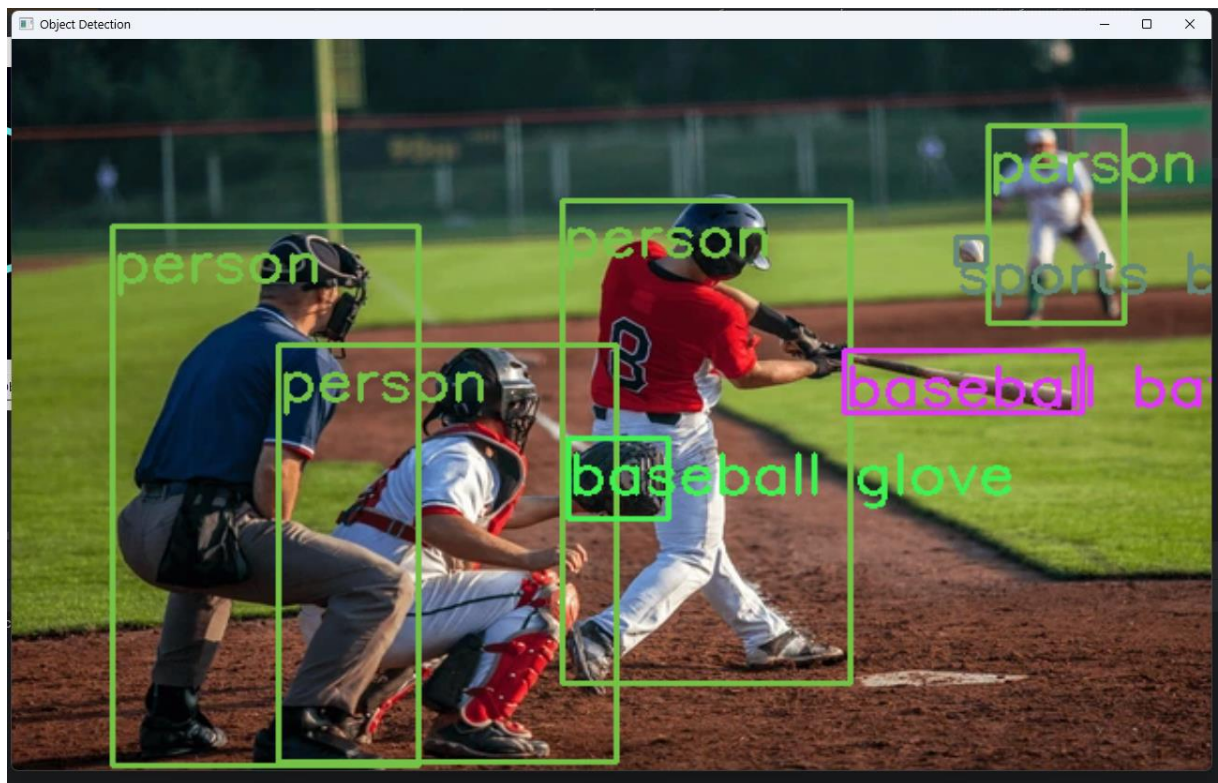 Object Detection
person
person
sports b
person
person
baseball ba
baseball glove
8